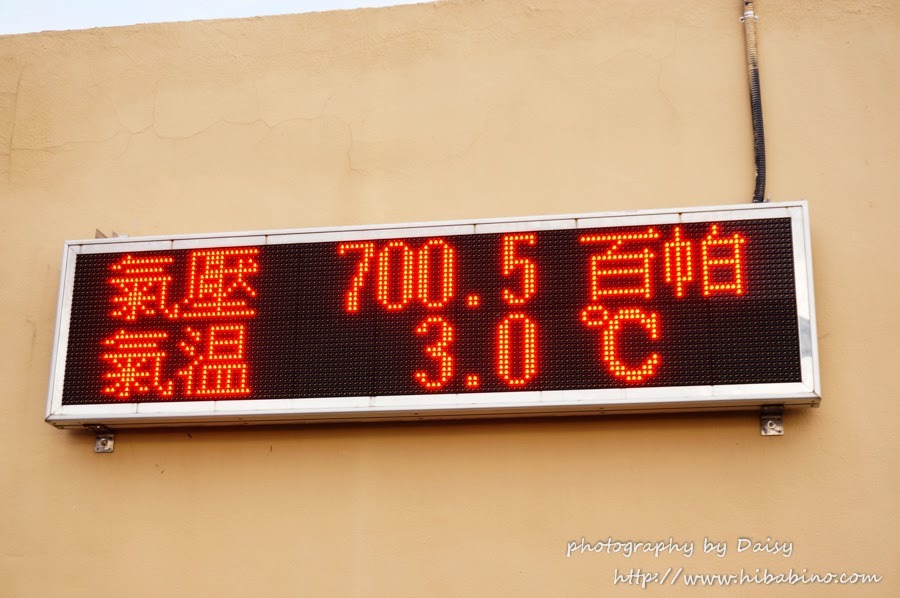 氣壓 700.5 百帕
氣温 3.0 ℃
photography by Daisy
http://www.hibabino.com